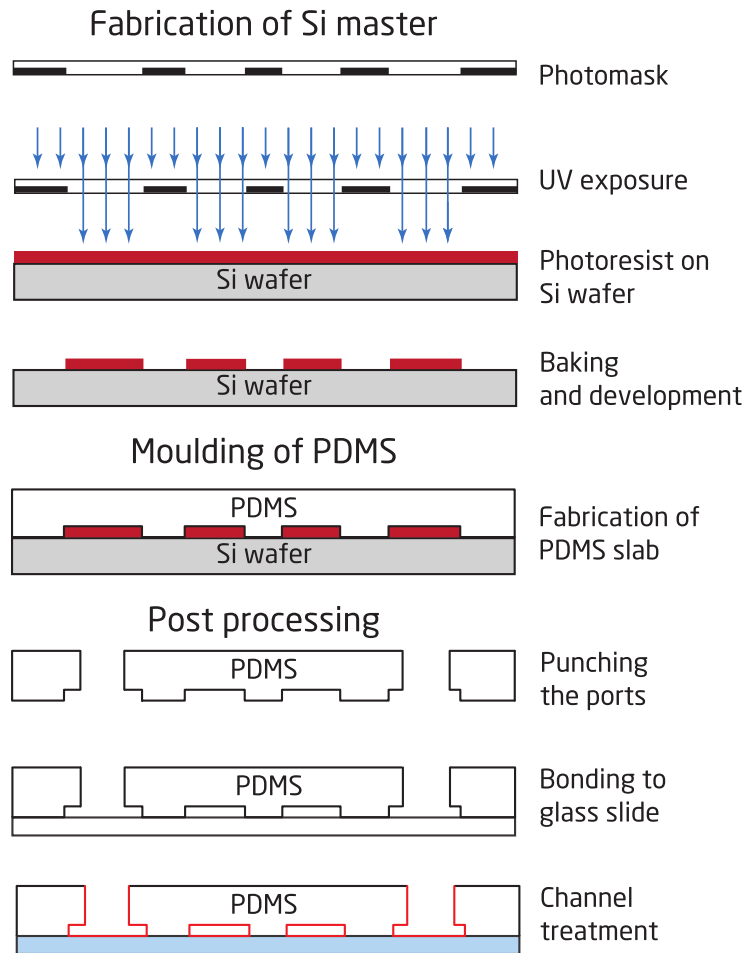 Fabrication of Si master
Photomask
UV exposure
Photoresist on
Si wafer
Si wafer
Baking
and development
Si wafer
Moulding of PDMS
PDMS
Fabrication of
PDMS slab
Si wafer
Post processing
PDMS
Punching
the ports
PDMS
Bonding to
glass slide
PDMS
Channel
treatment